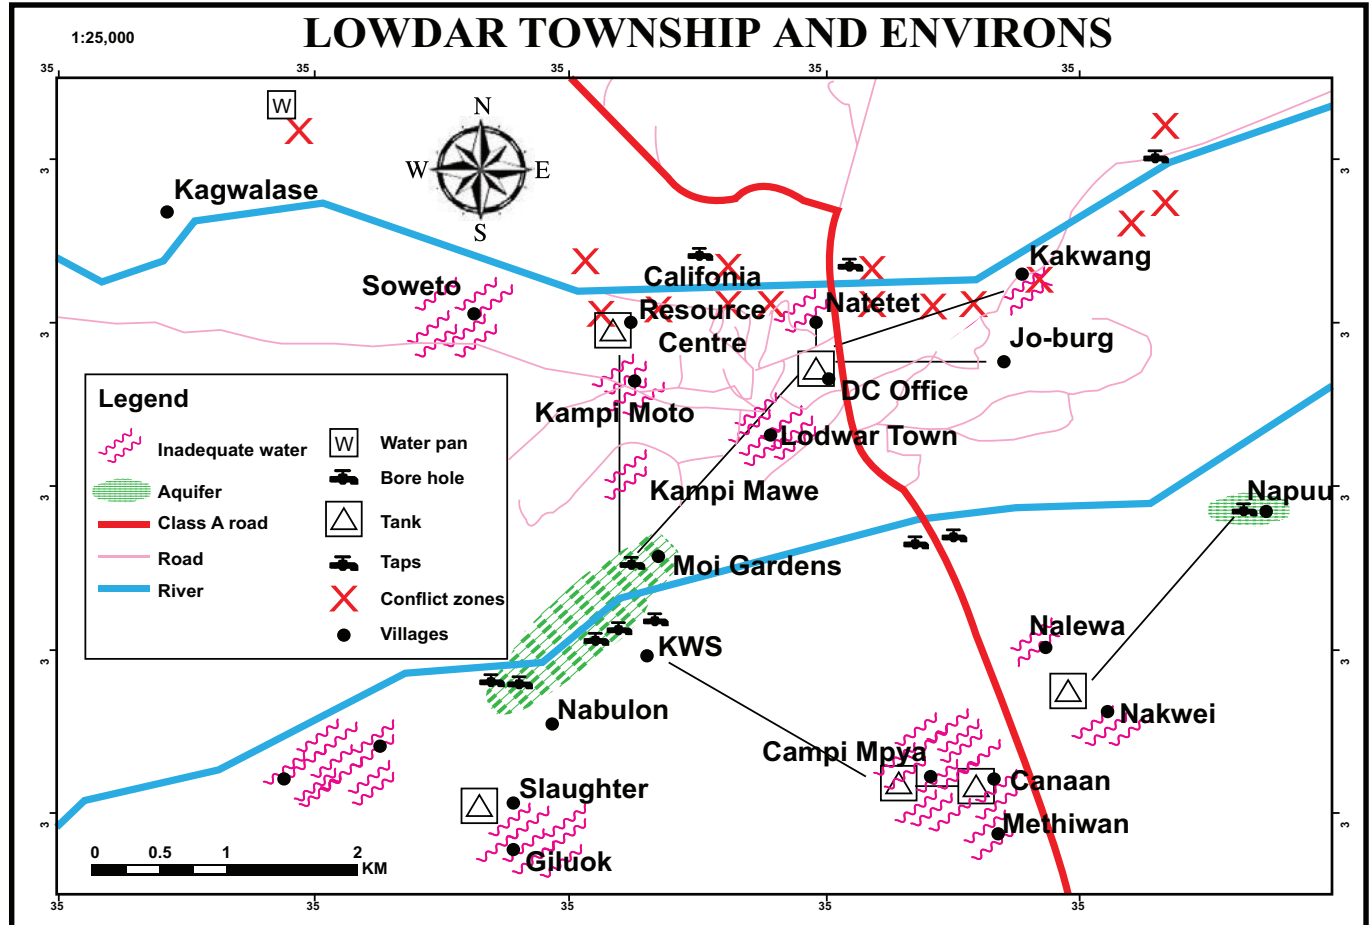 LOWDAR TOWNSHIP AND ENVIRONS
1:25,000
35 35 35 35 35
W
N
W E
S
3 3
Kagwalase
Kakwang
Califonia
Soweto
Resource
Centre
Natetet
3 3
Jo-burg
DC Office
Kampi Moto
Lodwar Town
Kampi Mawe
Napuu
3 3
Legend
Inadequate water
Aquifer
Class A road
Road
River
W Water pan
Bore hole
Tank
Taps
Conflict zones
Villages
Moi Gardens
KWS
Nalewa
3 3
Nabulon
Nakwei
Campi Mpya
Canaan
Slaughter
Methiwan
3 3
Giluok
0 0.5 1 2
KM
35 35 35 35 35